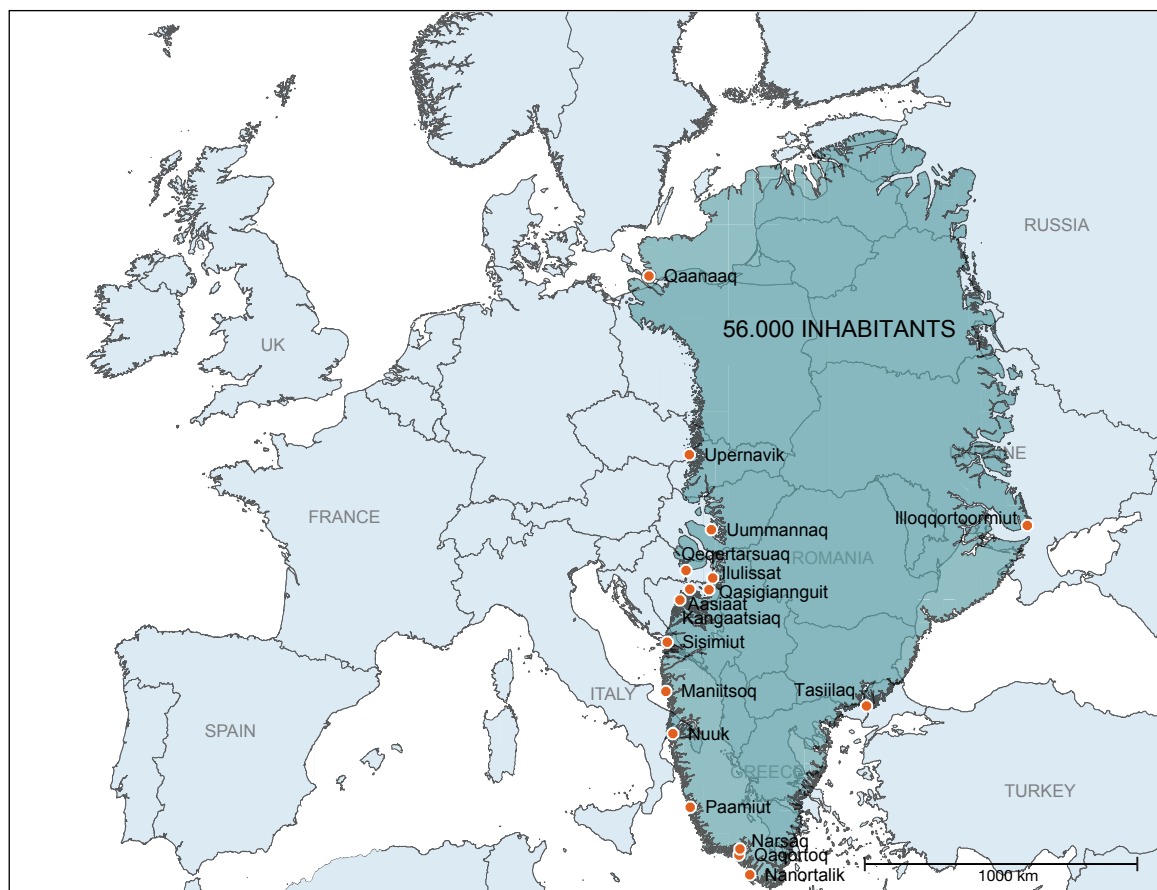 RUSSIA
Qaanaaq
56.000 INHABITANTS
UK
Upernavik
UKRAINE
FRANCE
Illoqqortoormiut
Uummannaq
Qeqertarsuaq
ROMANIA
Ilulissat
Qasigiannguit
Aasiaat
Kangaatsiaq
Sisimiut
ITALY
Maniitsoq
Tasiilaq
SPAIN
Nuuk
GREECE
TURKEY
Paamiut
Narsaq
Qaqortoq
Nanortalik
1000 km